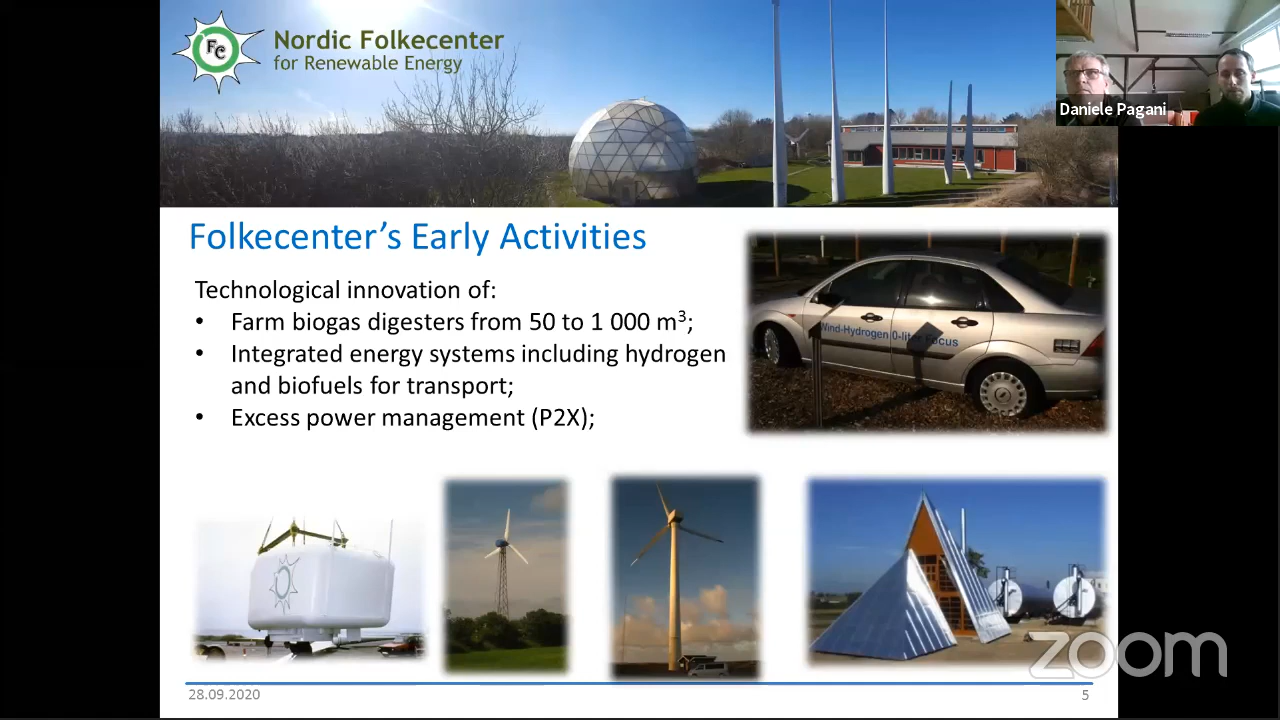 FC
Nordic Folkecenter
for Renewable Energy
Daniele Pagani
Folkecenter's Early Activities
Technological innovation of:
• Farm biogas digesters from 50 to 1 000 m³;
• Integrated energy systems including hydrogen
and biofuels for transport;
• Excess power management (P2X);
Wind-Hydrogen 0-liter Focus
28.09.2020
5
zoom